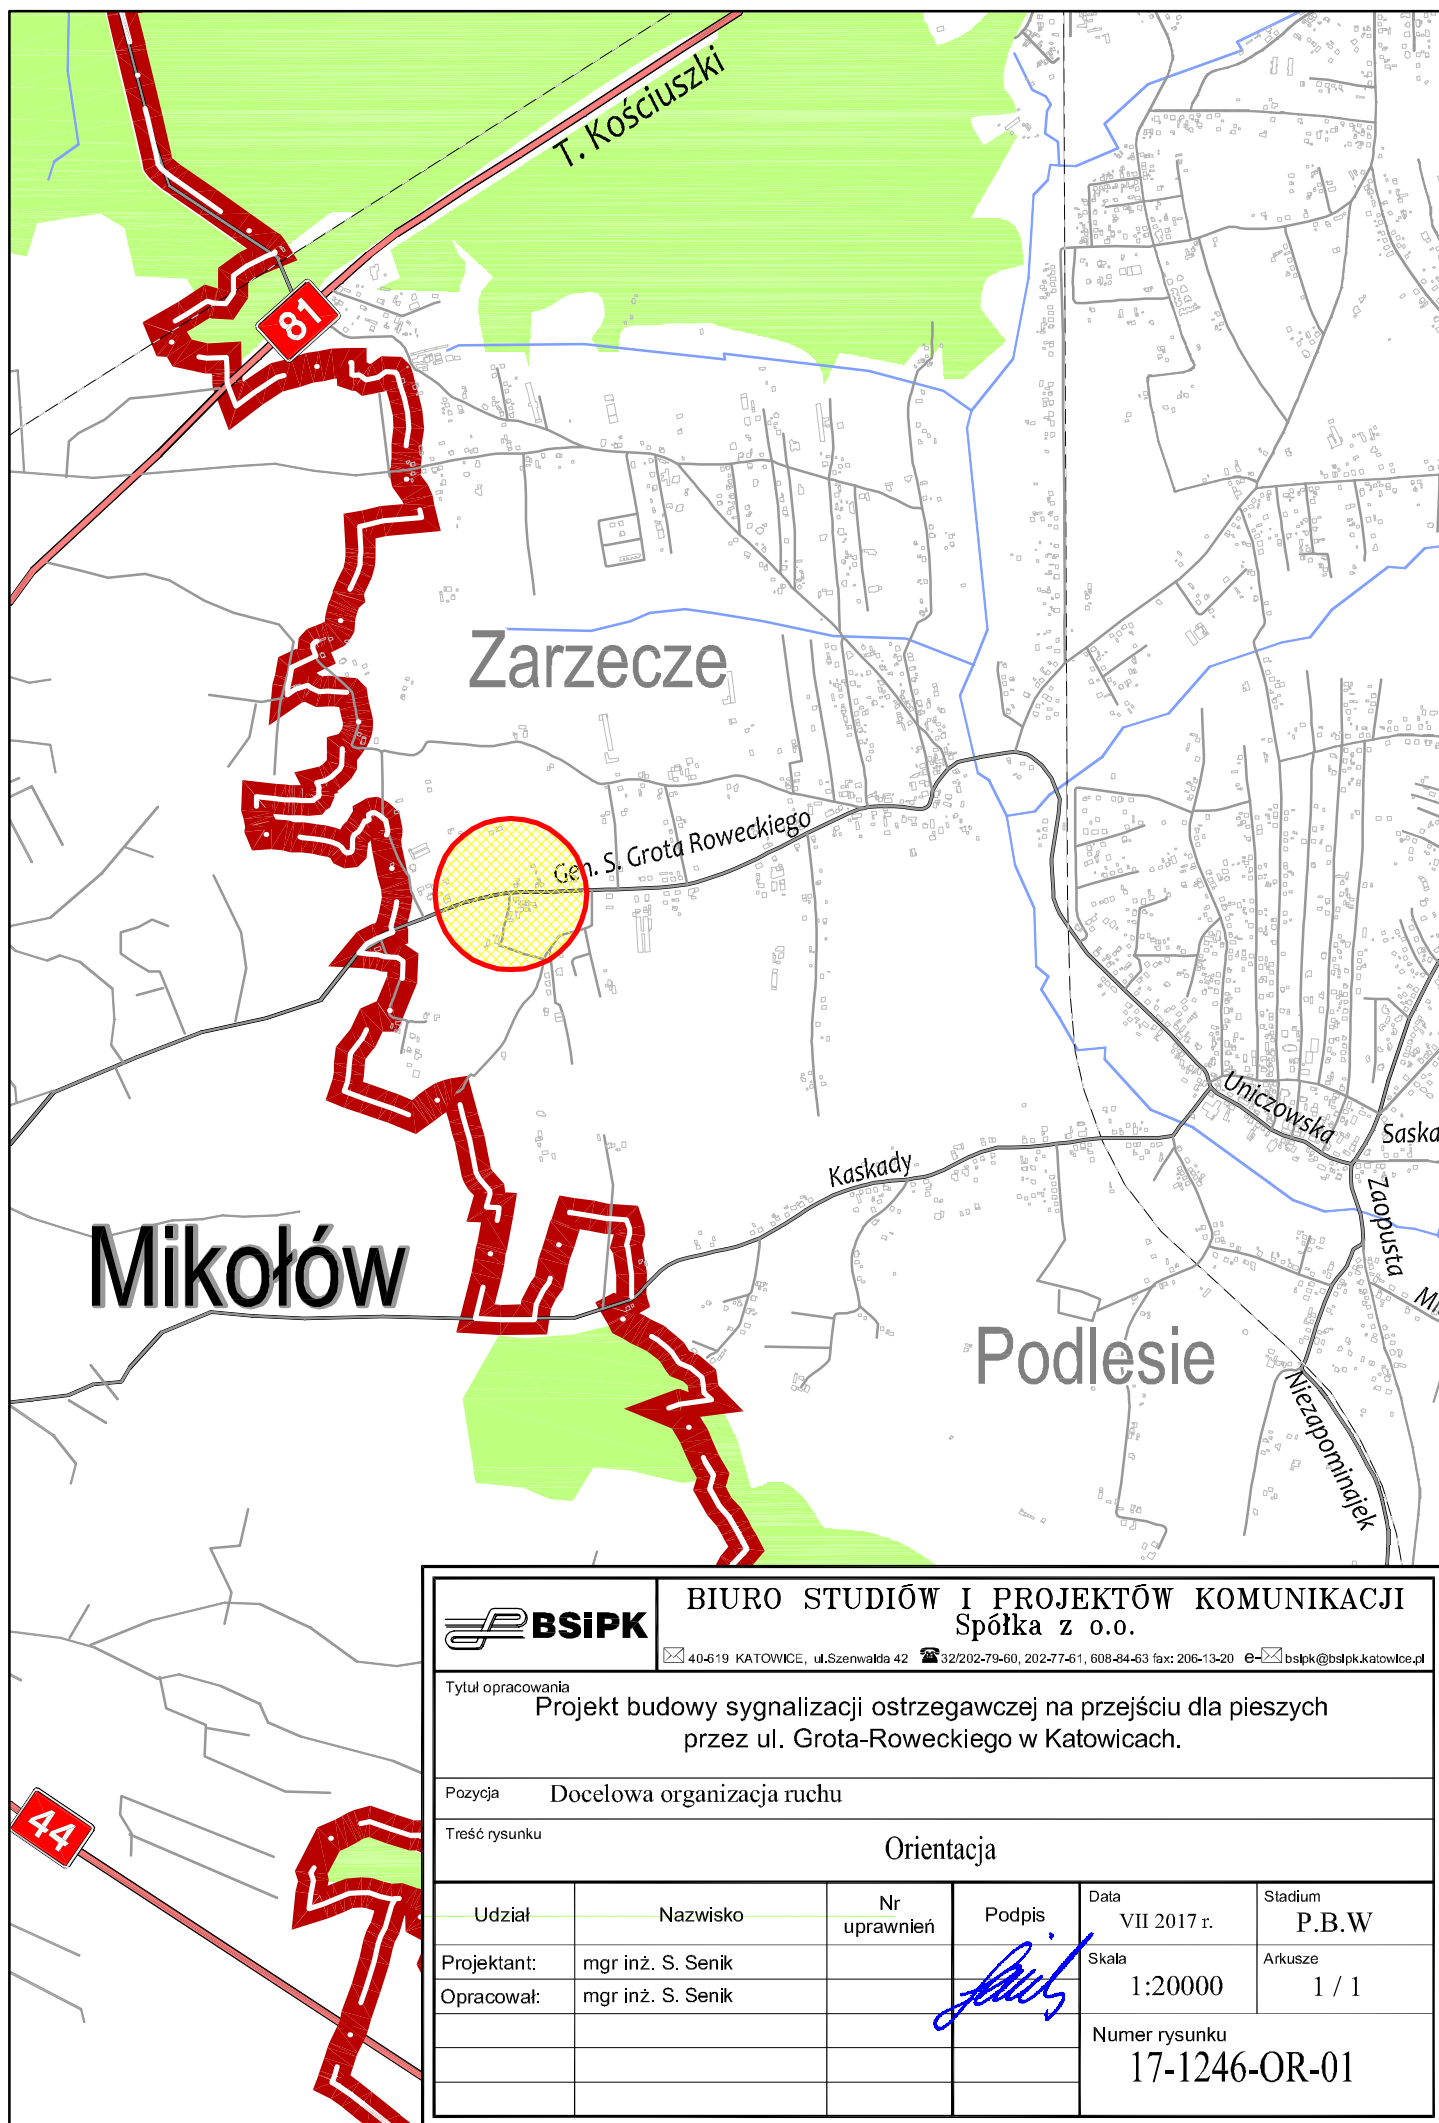 T. Kościuszki
81
Zarzecze
Gen. S. Grota Roweckiego
Uniczowska
Saska
Kaskady
Zaopusta
Mikołów
Podlesie
Niezapominajek
44
BSiPK
BIURO STUDIÓW I PROJEKTÓW KOMUNIKACJI
Spółka z o.o.
40-619 KATOWICE, ul.Szenwalda 42 32/202-79-60, 202-77-61, 608-84-63 fax: 206-13-20 e- bsipk@bsipk.katowice.pl
Tytuł opracowania
Projekt budowy sygnalizacji ostrzegawczej na przejściu dla pieszych
przez ul. Grota-Roweckiego w Katowicach.
Pozycja Docelowa organizacja ruchu
Treść rysunku
Orientacja
Udział Nazwisko Nr uprawnień Podpis
Data
VII 2017 r.
Stadium
P.B.W
Projektant: mgr inż. S. Senik
Opracował: mgr inż. S. Senik
Skala
1:20000
Arkusze
1 / 1
Numer rysunku
17-1246-OR-01